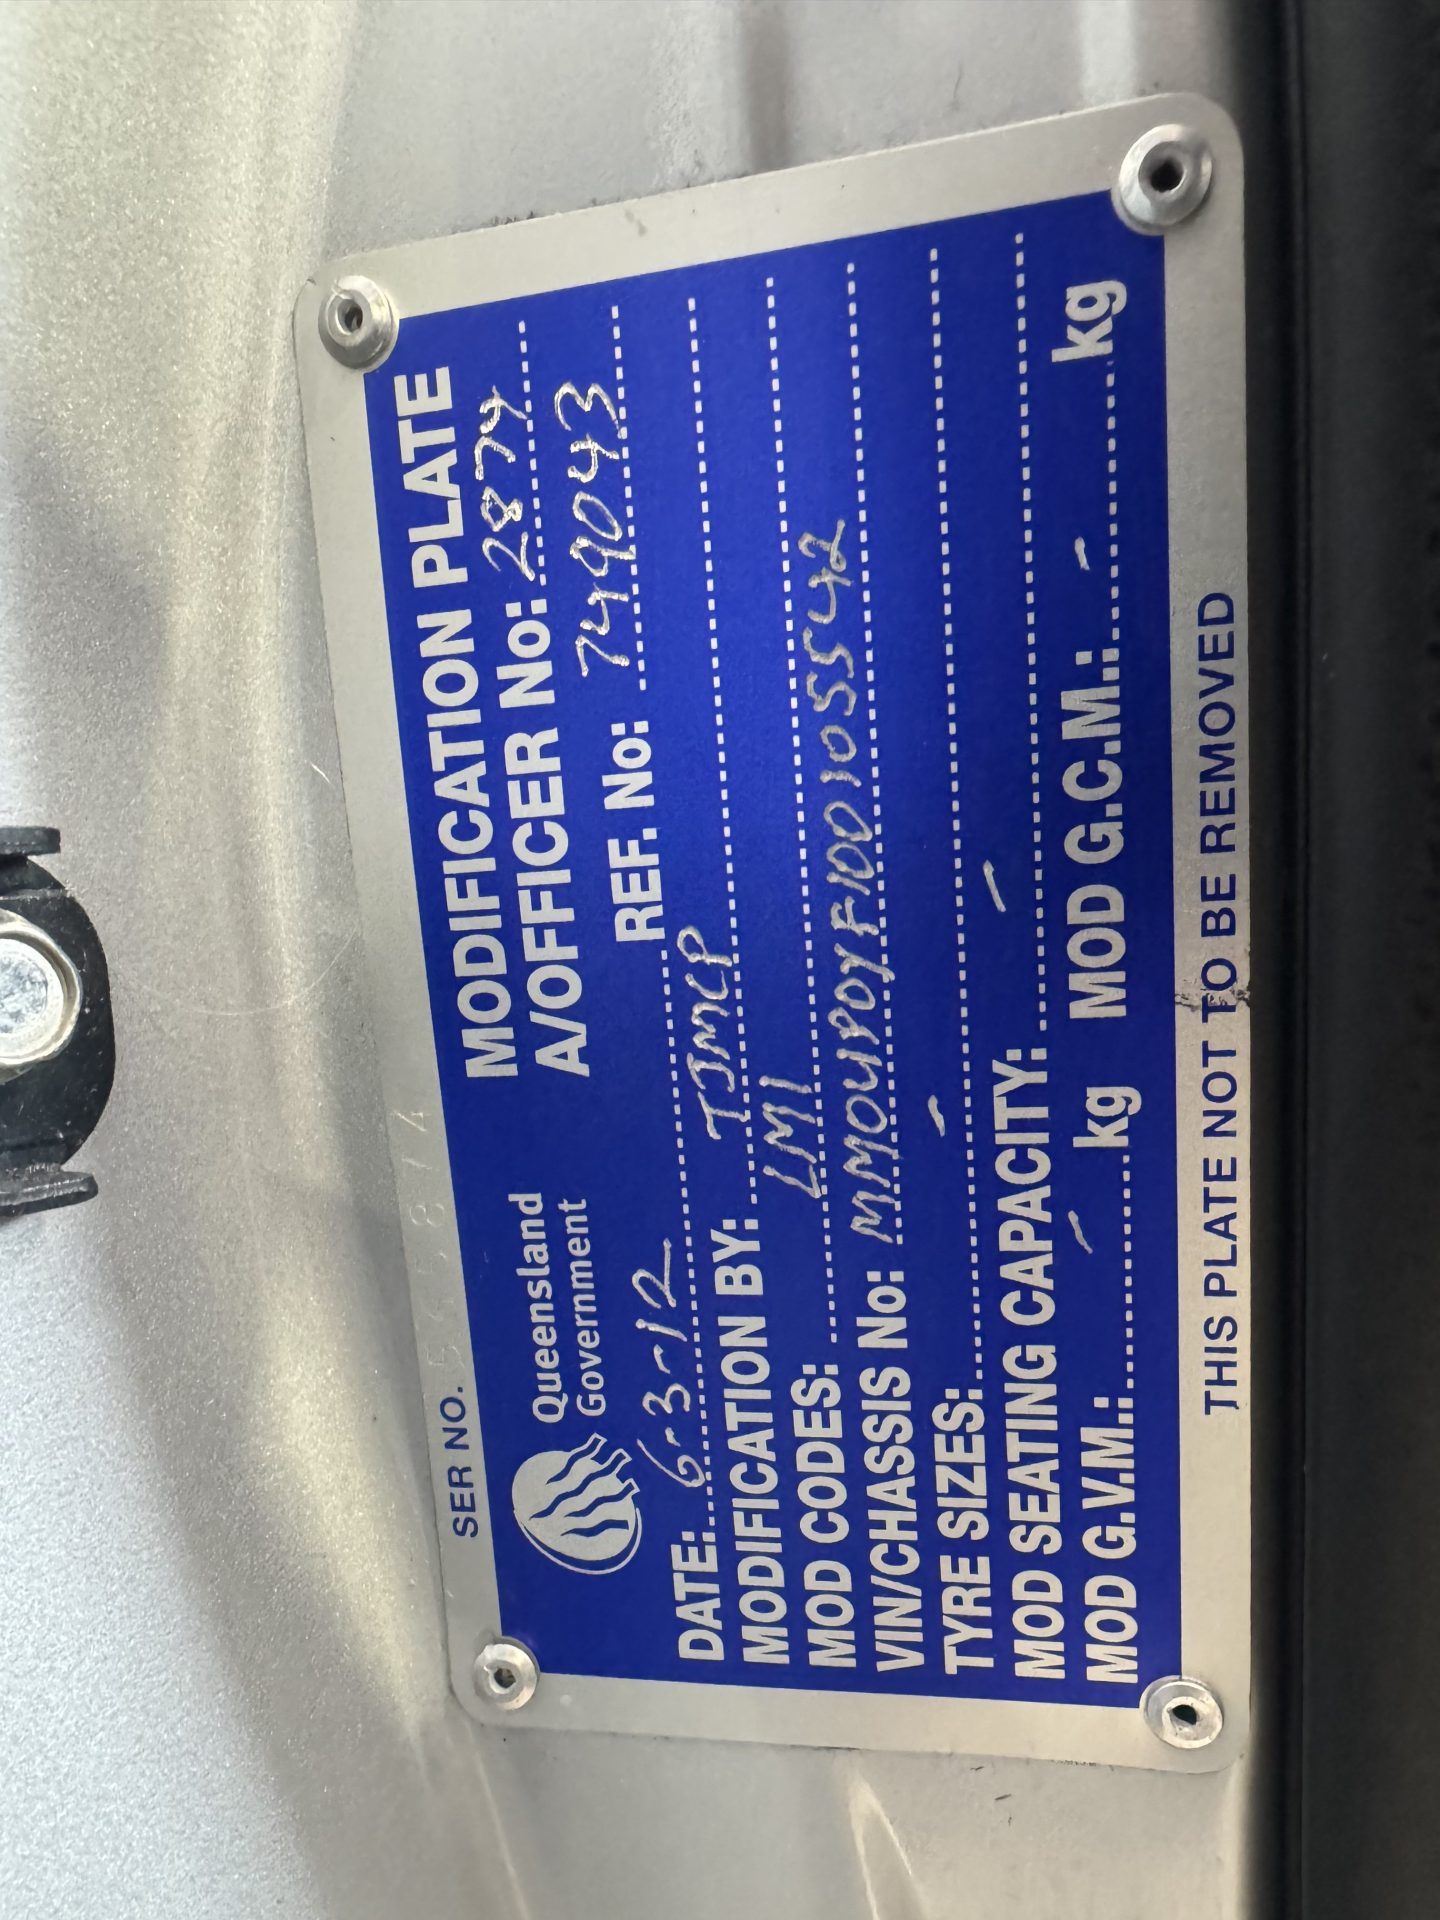 SER NO.
Queensland
Government
MODIFICATION PLATE
A/OFFICER No: 2874
REF. No: 7449043
DATE: 6-3-12
MODIFICATION BY: TJMCP
MOD CODES: LM1
VIN/CHASSIS No: MMOUP0YF100105542
TYRE SIZES: -
MOD SEATING CAPACITY: -
MOD G.V.M.: - kg MOD G.C.M.: - kg
THIS PLATE NOT TO BE REMOVED